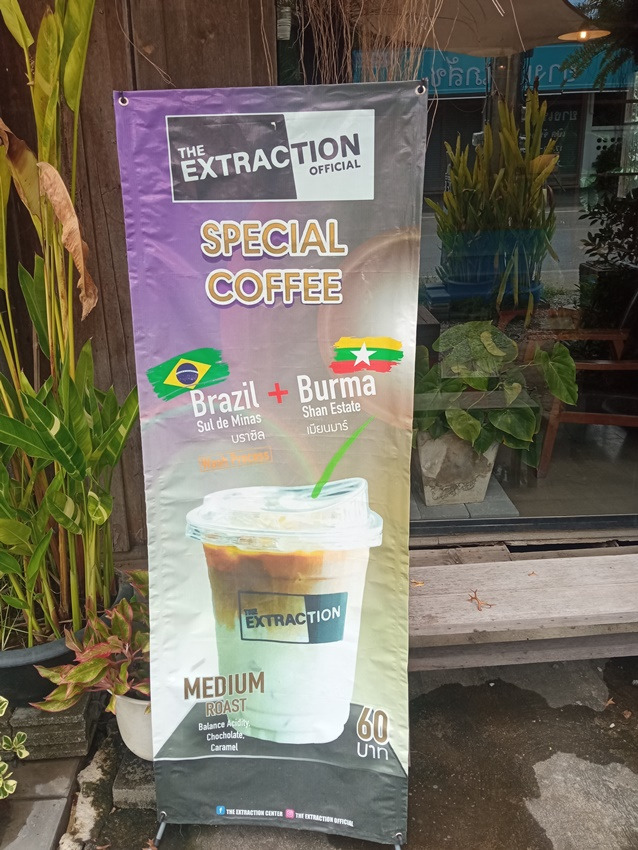 THE
EXTRACTION
OFFICIAL
SPECIAL
COFFEE
Brazil + Burma
Sul de Minas
Shan Estate
บราซิล
เมียนมาร์
THE
EXTRACTION
MEDIUM
ROAST
Balance Acidity
Chocholate,
Caramel
60
บาท
THE EXTRACTION CENTER
THE EXTRACTION OFFICIAL